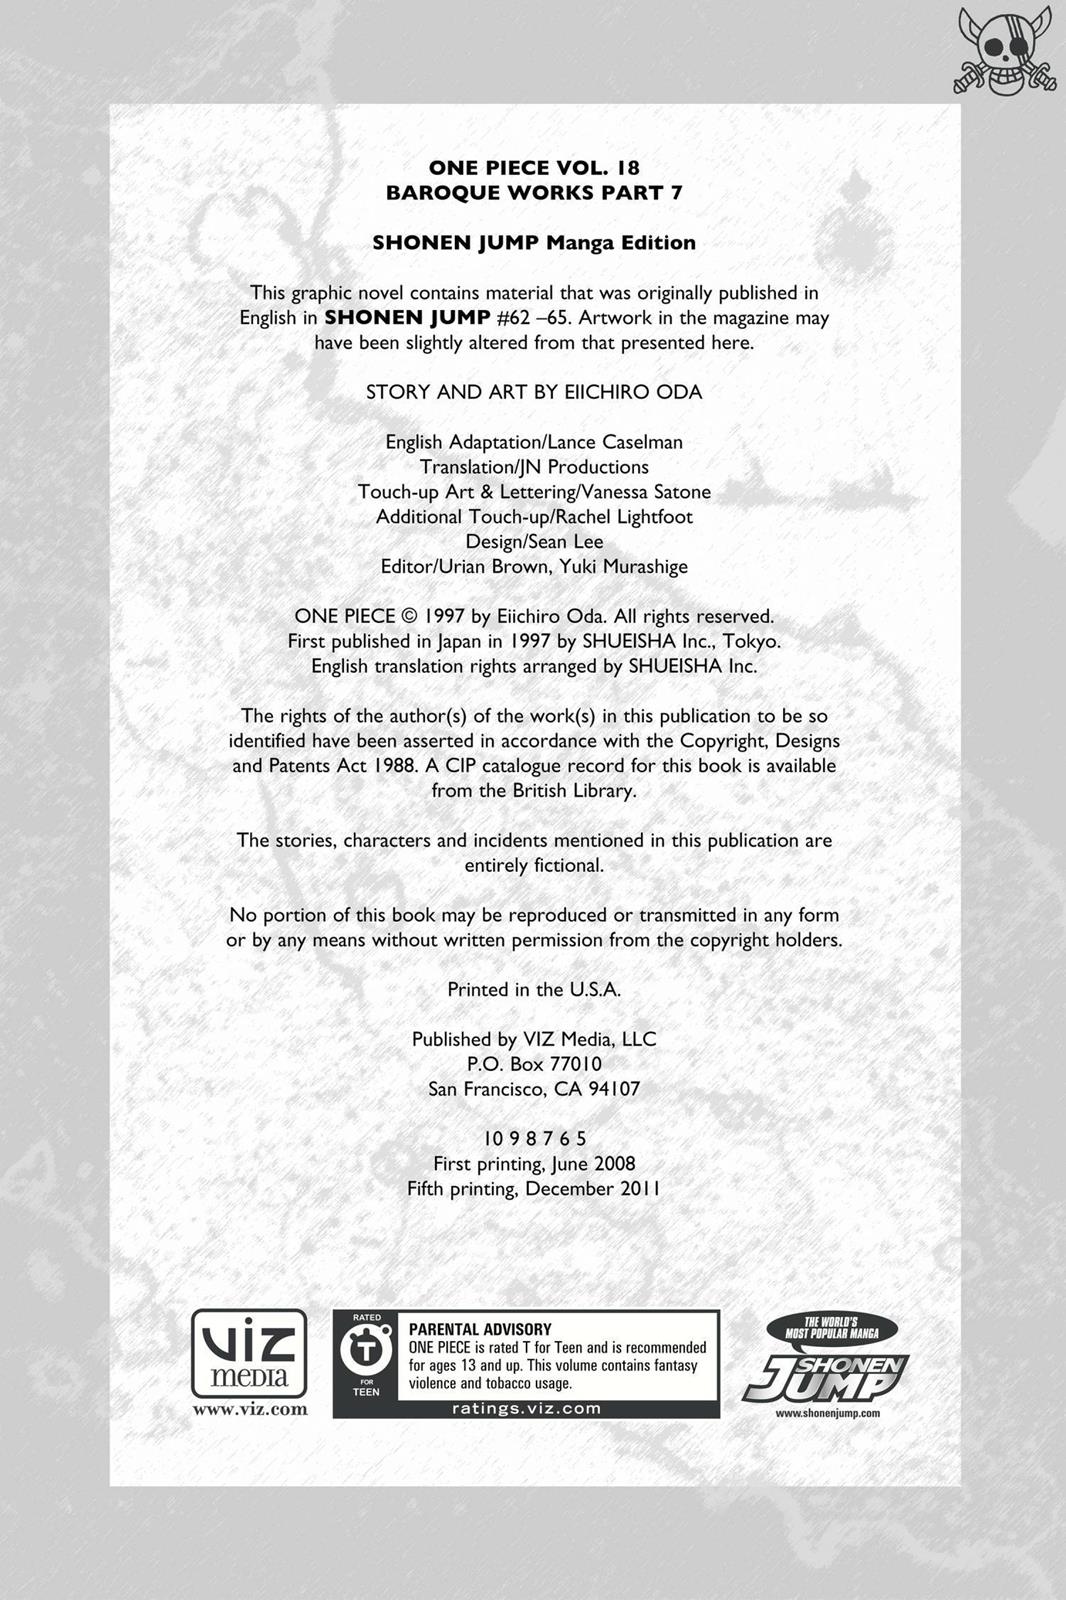 ONE PIECE VOL. 18
BAROQUE WORKS PART 7
SHONEN JUMP Manga Edition
This graphic novel contains material that was originally published in
English in SHONEN JUMP #62 –65. Artwork in the magazine may
have been slightly altered from that presented here.
STORY AND ART BY EIICHIRO ODA
English Adaptation/Lance Caselman
Translation/JN Productions
Touch-up Art & Lettering/Vanessa Satone
Additional Touch-up/Rachel Lightfoot
Design/Sean Lee
Editor/Urian Brown, Yuki Murashige
ONE PIECE © 1997 by Eiichiro Oda. All rights reserved.
First published in Japan in 1997 by SHUEISHA Inc., Tokyo.
English translation rights arranged by SHUEISHA Inc.
The rights of the author(s) of the work(s) in this publication to be so
identified have been asserted in accordance with the Copyright, Designs
and Patents Act 1988. A CIP catalogue record for this book is available
from the British Library.
The stories, characters and incidents mentioned in this publication are
entirely fictional.
No portion of this book may be reproduced or transmitted in any form
or by any means without written permission from the copyright holders.
Printed in the U.S.A.
Published by VIZ Media, LLC
P.O. Box 77010
San Francisco, CA 94107
10 9 8 7 6 5
First printing, June 2008
Fifth printing, December 2011
viz
media
www.viz.com
RATED
T
FOR
TEEN
PARENTAL ADVISORY
ONE PIECE is rated T for Teen and is recommended
for ages 13 and up. This volume contains fantasy
violence and tobacco usage.
ratings.viz.com
THE WORLD'S
MOST POPULAR MANGA
SHONEN
JUMP
www.shonenjump.com